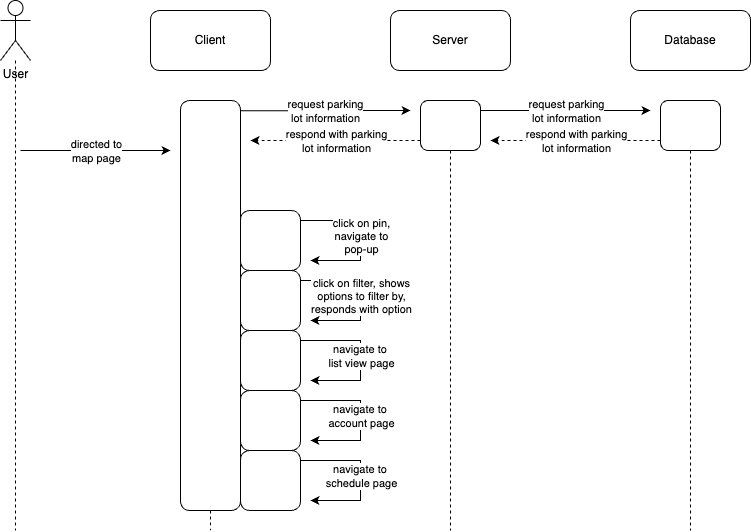 User
Client
Server
Database
directed to
map page
request parking
lot information
respond with parking
lot information
request parking
lot information
respond with parking
lot information
click on pin,
navigate to
pop-up
click on filter, shows
options to filter by,
responds with option
navigate to
list view page
navigate to
account page
navigate to
schedule page